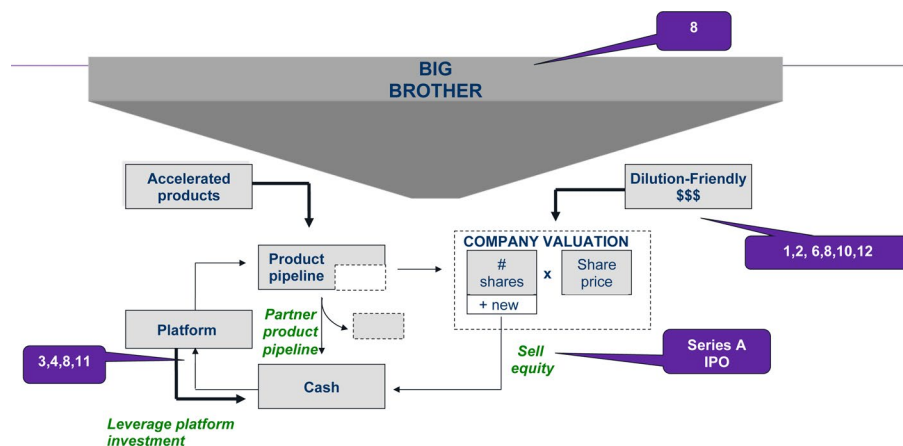 8
BIG
BROTHER
Accelerated
products
Dilution-Friendly
$$$
1,2, 6,8,10,12
COMPANY VALUATION
Product
pipeline
#
shares
x
Share
price
+ new
Partner
product
pipeline
Platform
3,4,8,11
Sell
equity
Series A
IPO
Cash
Leverage platform
investment